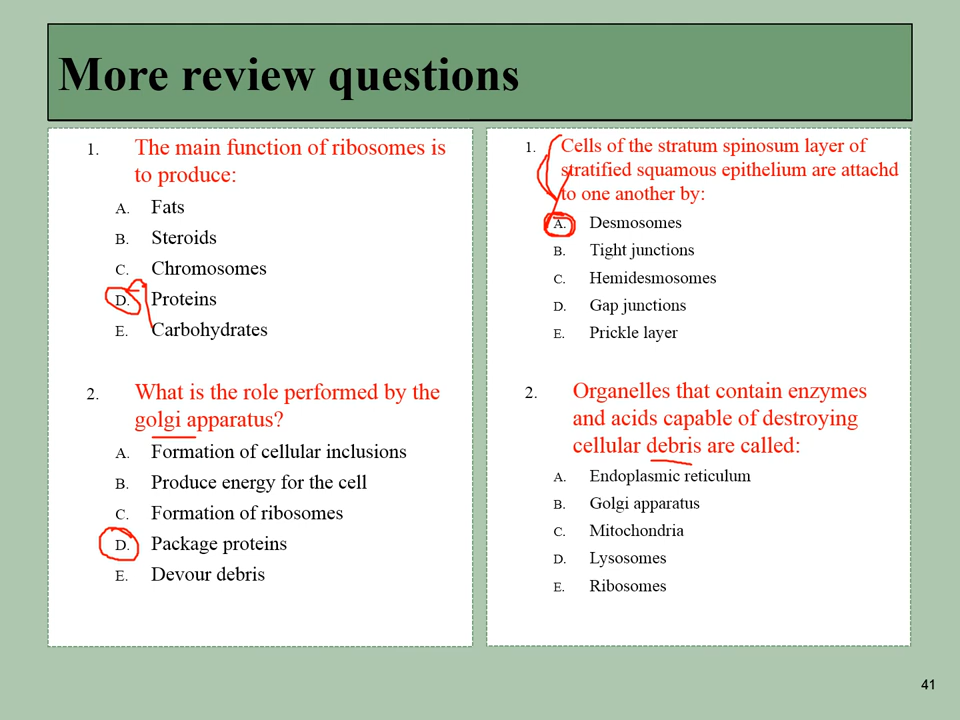 More review questions
1. The main function of ribosomes is
to produce:
A. Fats
B. Steroids
C. Chromosomes
D. Proteins
E. Carbohydrates
2. What is the role performed by the
golgi apparatus?
A. Formation of cellular inclusions
B. Produce energy for the cell
C. Formation of ribosomes
D. Package proteins
E. Devour debris
1. Cells of the stratum spinosum layer of
stratified squamous epithelium are attachd
to one another by:
A. Desmosomes
B. Tight junctions
C. Hemidesmosomes
D. Gap junctions
E. Prickle layer
2. Organelles that contain enzymes
and acids capable of destroying
cellular debris are called:
A. Endoplasmic reticulum
B. Golgi apparatus
C. Mitochondria
D. Lysosomes
E. Ribosomes
41